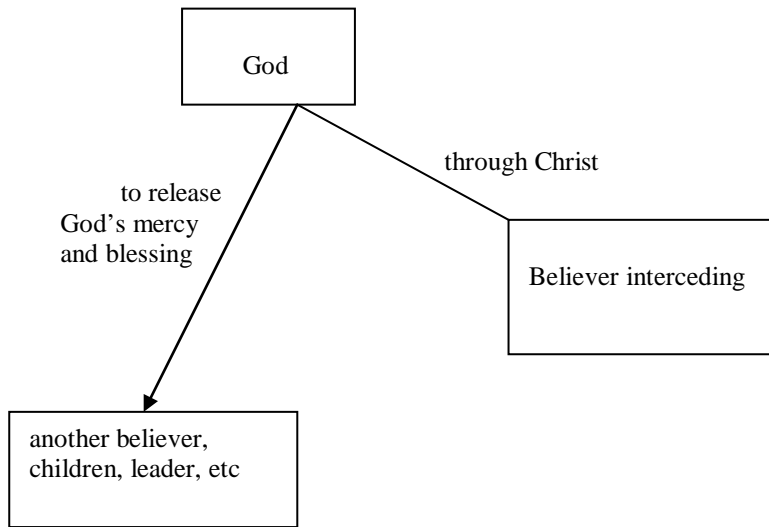 God
through Christ
to release
God’s mercy
and blessing
Believer interceding
another believer,
children, leader, etc